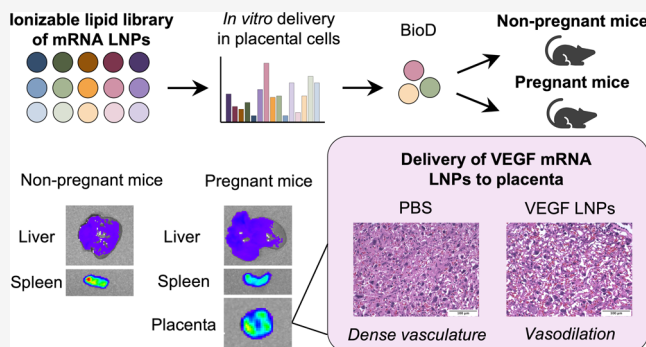 Ionizable lipid library
of mRNA LNPs
In vitro delivery
in placental cells
BioD
Non-pregnant mice
Pregnant mice
Non-pregnant mice
Liver
Spleen
Pregnant mice
Liver
Spleen
Placenta
Delivery of VEGF mRNA
LNPs to placenta
PBS
VEGF LNPs
Dense vasculature
Vasodilation